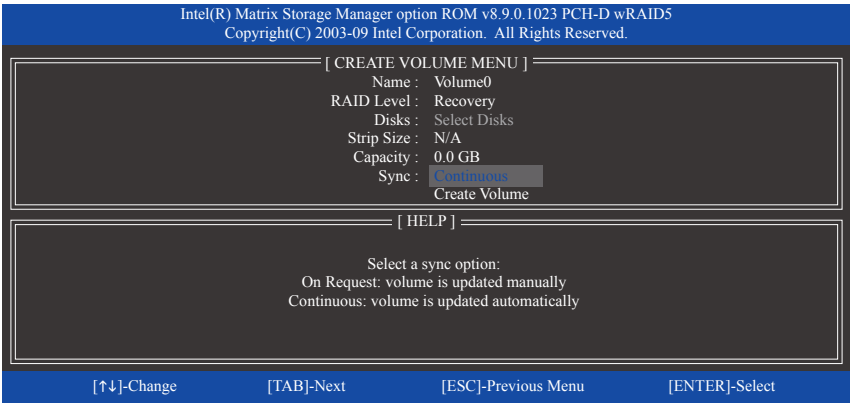 Intel(R) Matrix Storage Manager option ROM v8.9.0.1023 PCH-D wRAID5
Copyright(C) 2003-09 Intel Corporation.  All Rights Reserved.
[ CREATE VOLUME MENU ]
Name : Volume0
RAID Level : Recovery
Disks : Select Disks
Strip Size : N/A
Capacity : 0.0 GB
Sync : Continuous
Create Volume
[ HELP ]
Select a sync option:
On Request: volume is updated manually
Continuous: volume is updated automatically
[↑↓]-Change [TAB]-Next [ESC]-Previous Menu [ENTER]-Select